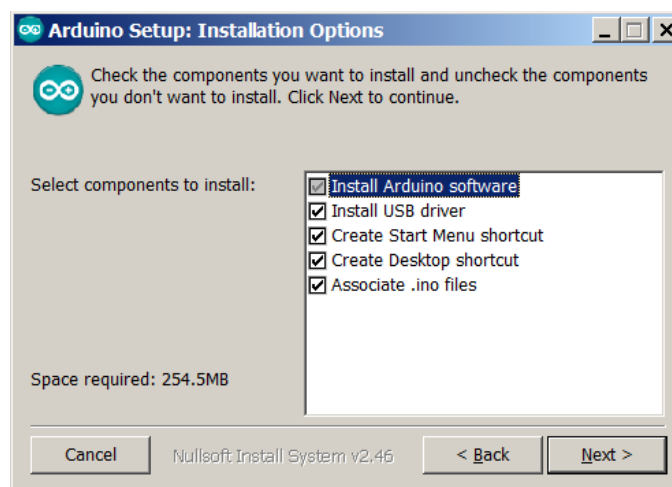 Arduino Setup: Installation Options
Check the components you want to install and uncheck the components
you don't want to install. Click Next to continue.
Select components to install:
Install Arduino software
Install USB driver
Create Start Menu shortcut
Create Desktop shortcut
Associate .ino files
Space required: 254.5MB
Cancel
Nullsoft Install System v2.46
< Back
Next >